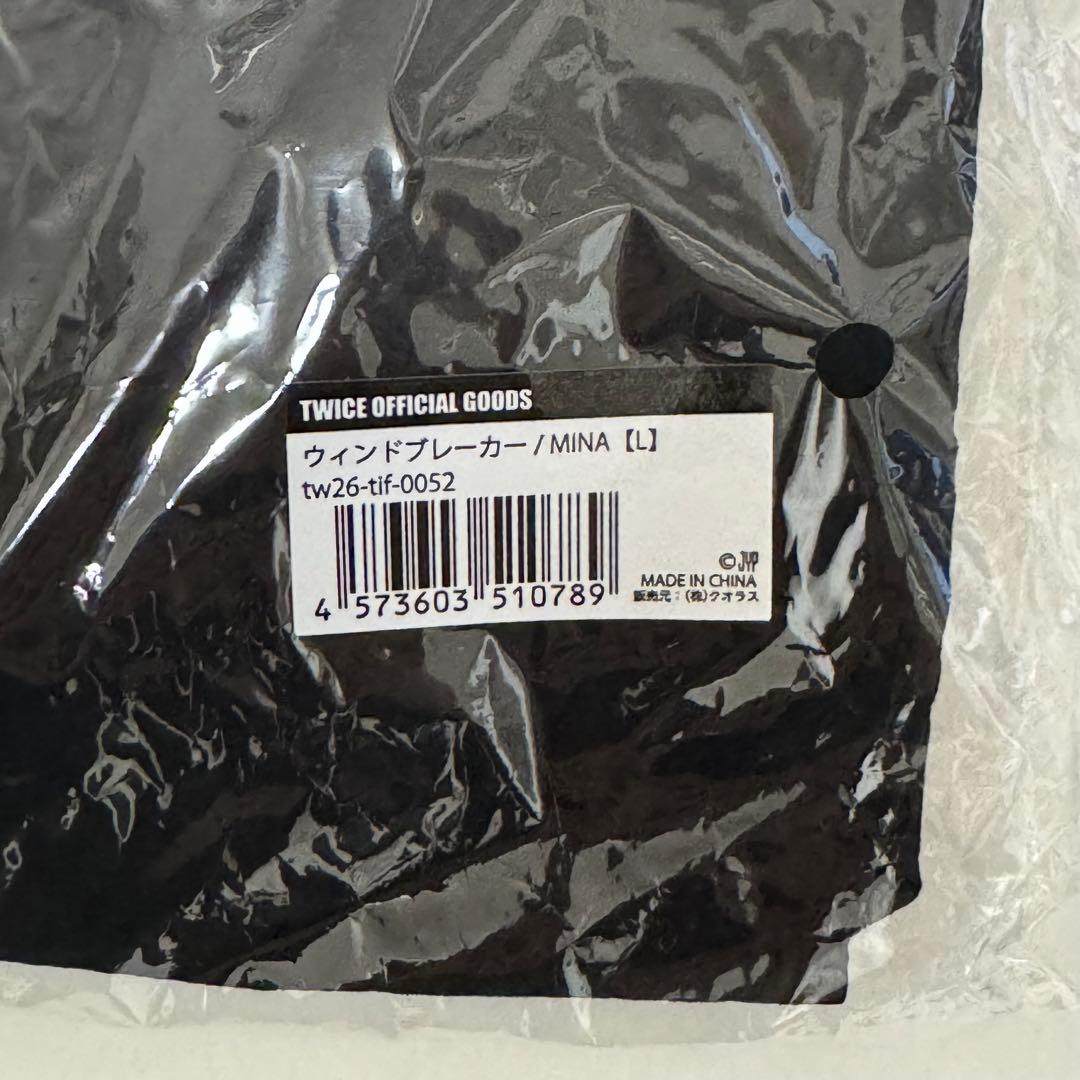 TWICE OFFICIAL GOODS
ウィンドブレーカー / MINA【L】
tw26-tif-0052
4 573603 510789
© JYP
MADE IN CHINA
販売元：(株)クオラス